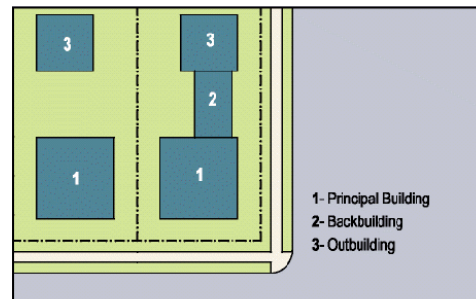 3 3
2
1 1
1- Principal Building
2- Backbuilding
3- Outbuilding